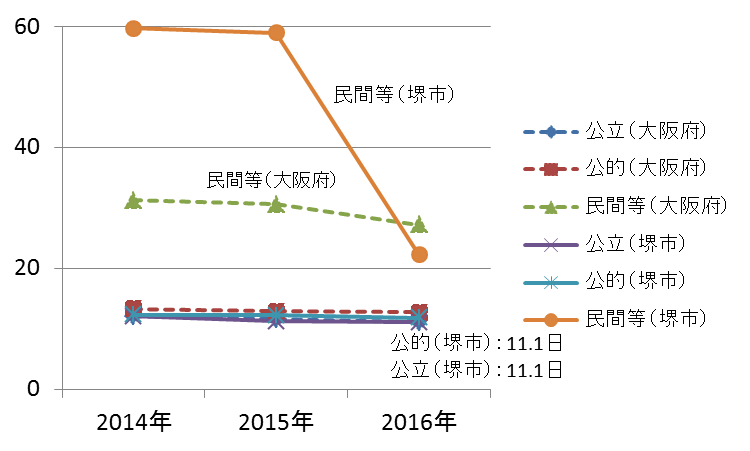 60
民間等（堺市）
公立（大阪府）
40
公的（大阪府）
民間等（大阪府）
民間等（大阪府）
公立（堺市）
20
公的（堺市）
民間等（堺市）
公的（堺市）：11.1日
公立（堺市）：11.1日
0
2014年 2015年 2016年